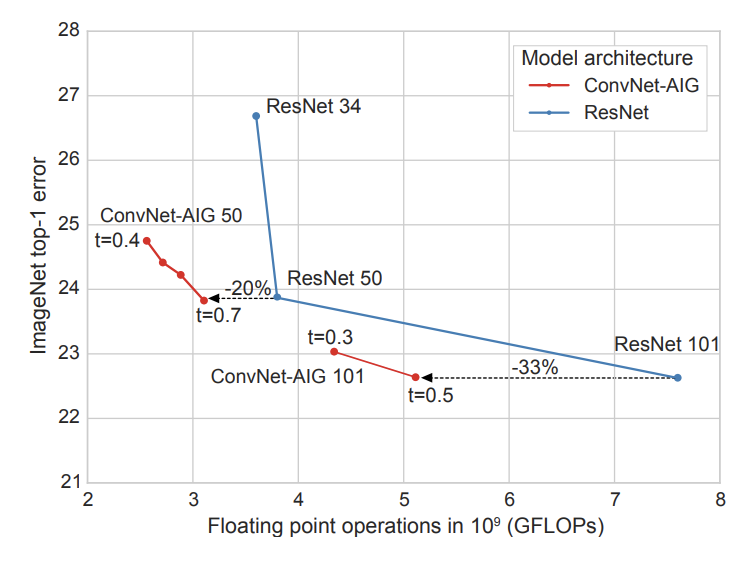 28
27
26
25
24
23
22
21
2
3
4
5
6
7
8
ImageNet top-1 error
Floating point operations in 10⁹ (GFLOPs)
Model architecture
ConvNet-AIG
ResNet
ResNet 34
ConvNet-AIG 50
t=0.4
-20%
ResNet 50
t=0.7
t=0.3
ConvNet-AIG 101
ResNet 101
-33%
t=0.5